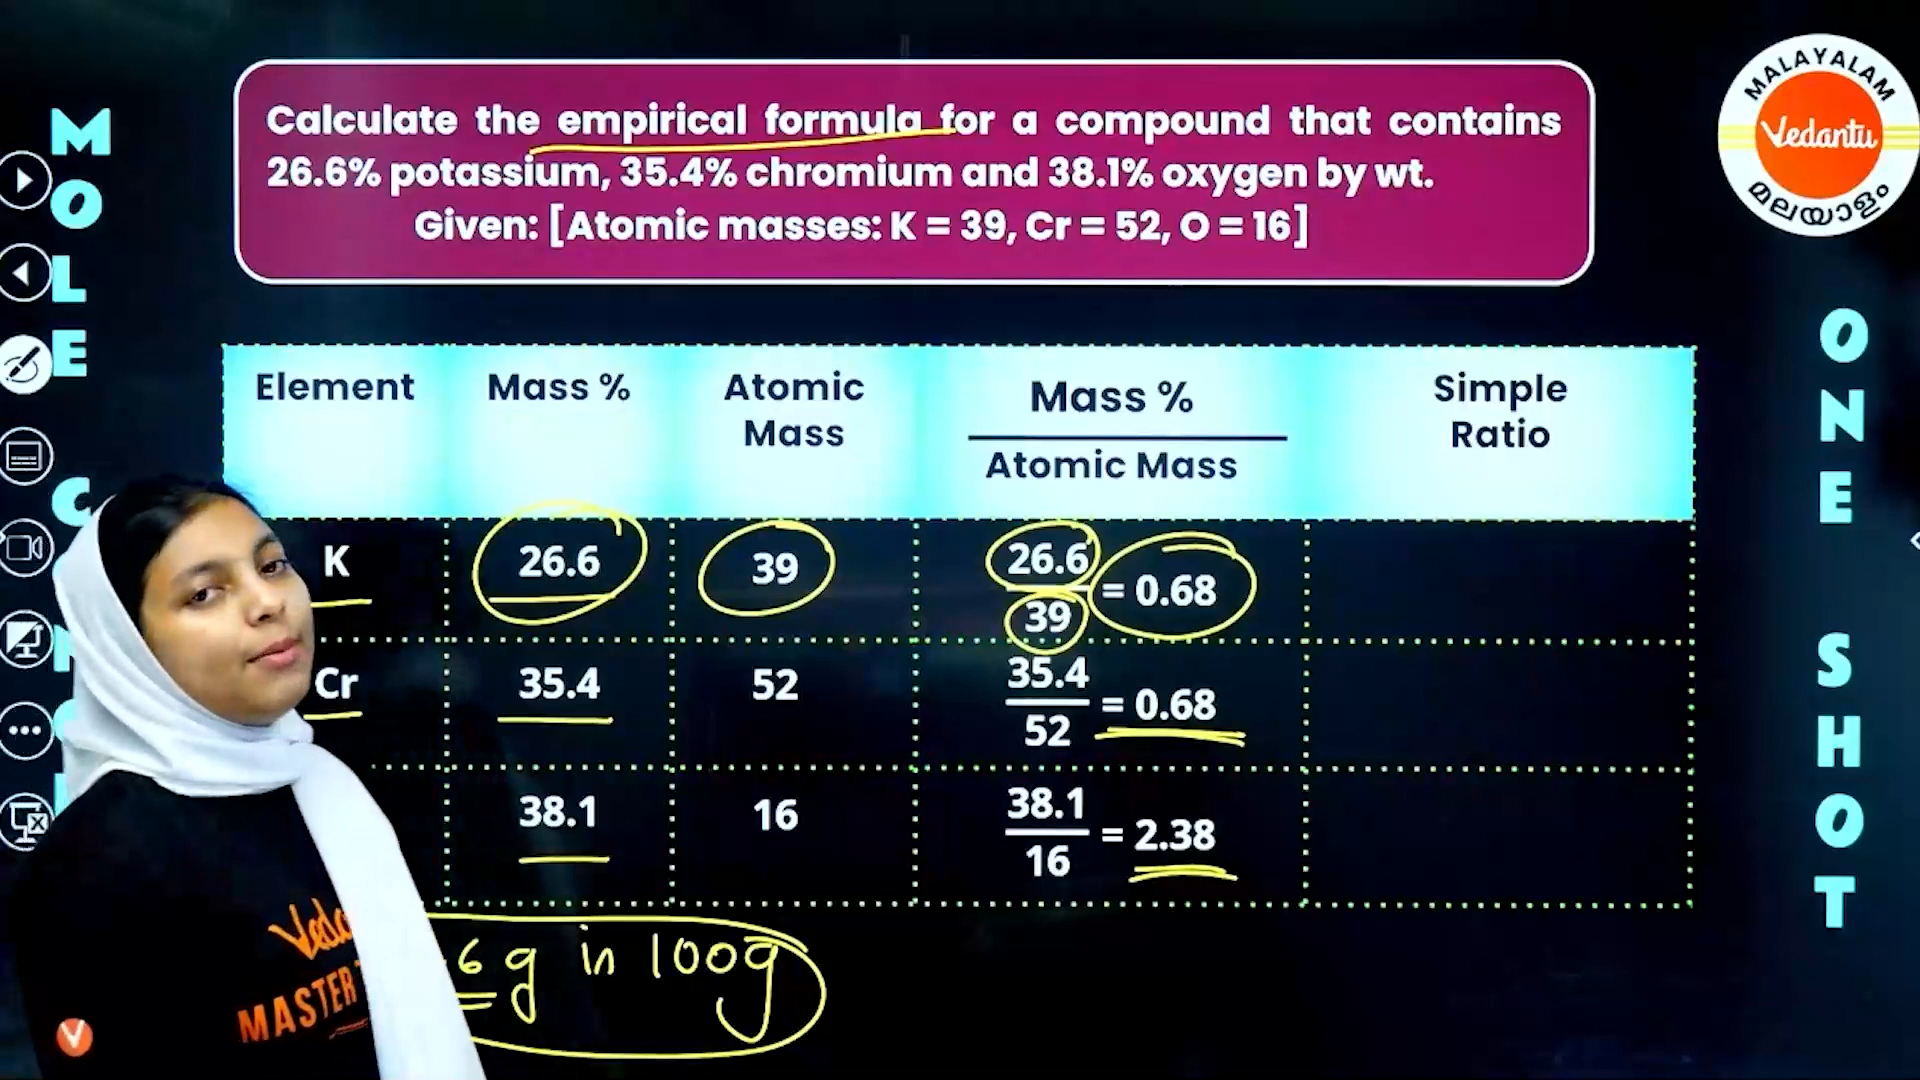 Calculate the empirical formula for a compound that contains
26.6% potassium, 35.4% chromium and 38.1% oxygen by wt.
Given: [Atomic masses: K = 39, Cr = 52, O = 16]
MALAYALAM
Vedantu
മലയാളം
MOLE
ONE SHOT
Element
Mass %
Atomic
Mass
Mass %
Atomic Mass
Simple
Ratio
K
26.6
39
26.6
39
= 0.68
Cr
35.4
52
35.4
52
= 0.68
38.1
16
38.1
16
= 2.38
6 g in 100g
MASTER
V